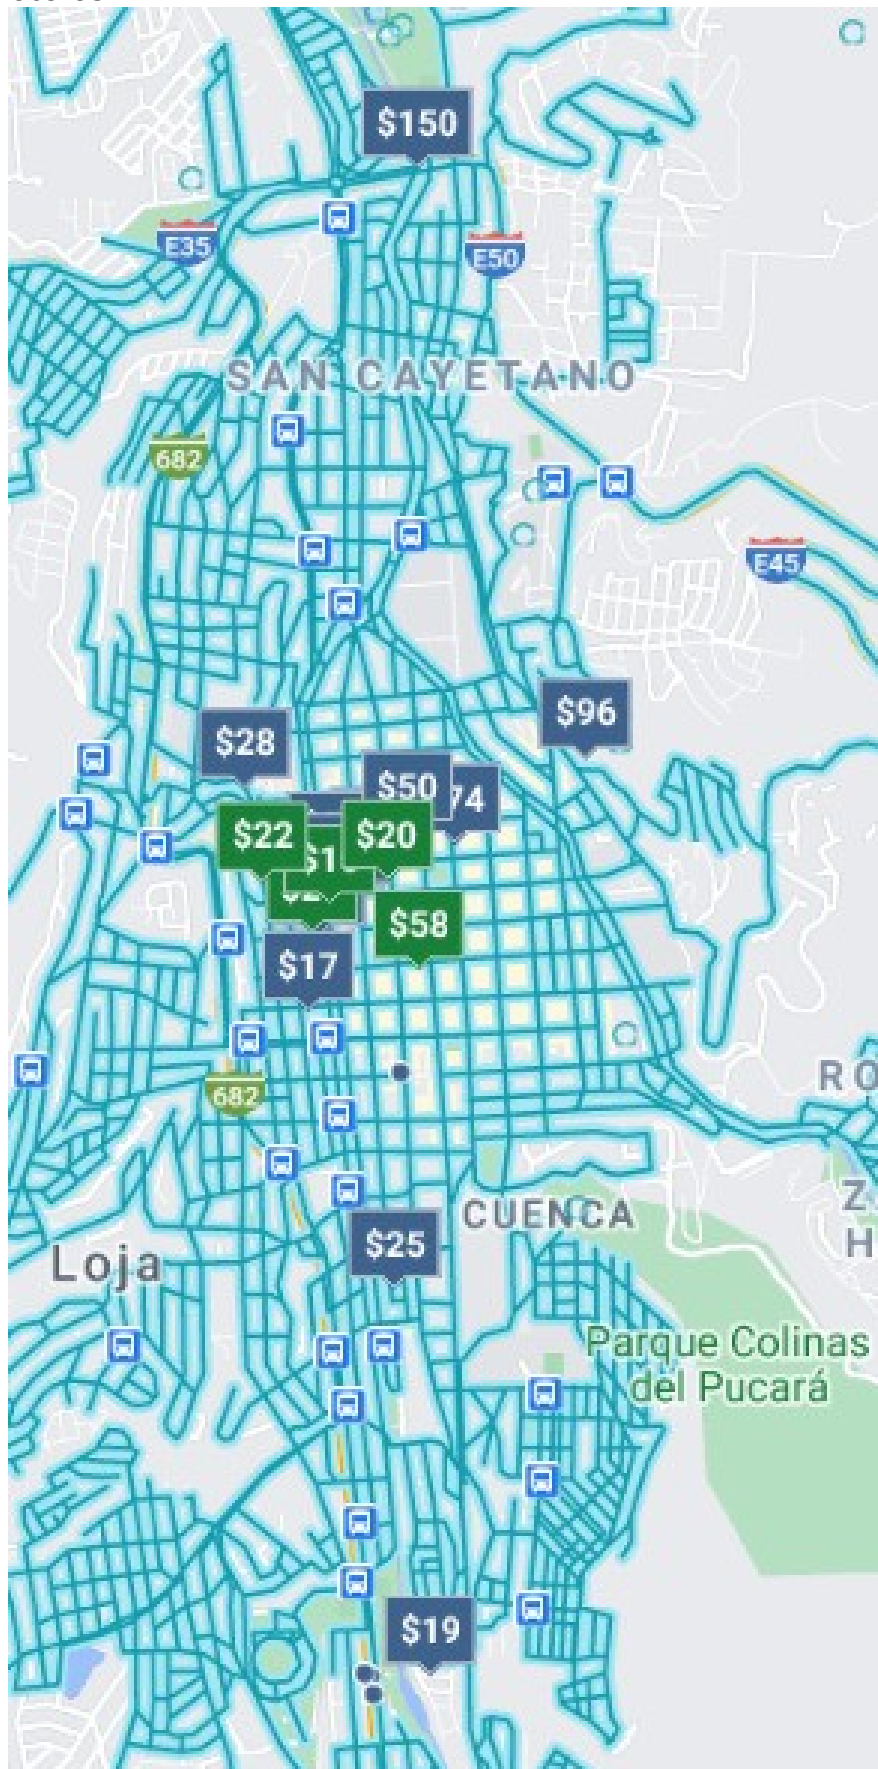 $150
E35
E50
SAN CAYETANO
682
E45
$96
$28
$50
74
$22
$20
$1
$58
$17
682
RO
CUENCA
Z
H
$25
Loja
Parque Colinas
del Pucará
$19